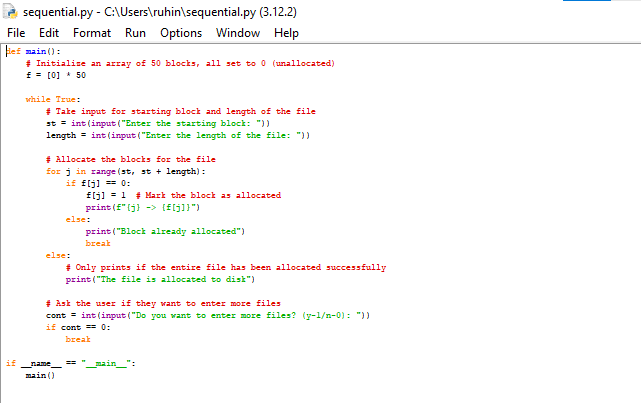 sequential.py - C:\Users\ruhin\sequential.py (3.12.2)
File Edit Format Run Options Window Help
def main():
    # Initialize an array of 50 blocks, all set to 0 (unallocated)
    f = [0] * 50

    while True:
        # Take input for starting block and length of the file
        st = int(input("Enter the starting block: "))
        length = int(input("Enter the length of the file: "))

        # Allocate the blocks for the file
        for j in range(st, st + length):
            if f[j] == 0:
                f[j] = 1  # Mark the block as allocated
                print(f"{j} -> {f[j]}")
            else:
                print("Block already allocated")
                break
        else:
            # Only prints if the entire file has been allocated successfully
            print("The file is allocated to disk")

        # Ask the user if they want to enter more files
        cont = int(input("Do you want to enter more files? (y-1/n-0): "))
        if cont == 0:
            break

if __name__ == "__main__":
    main()